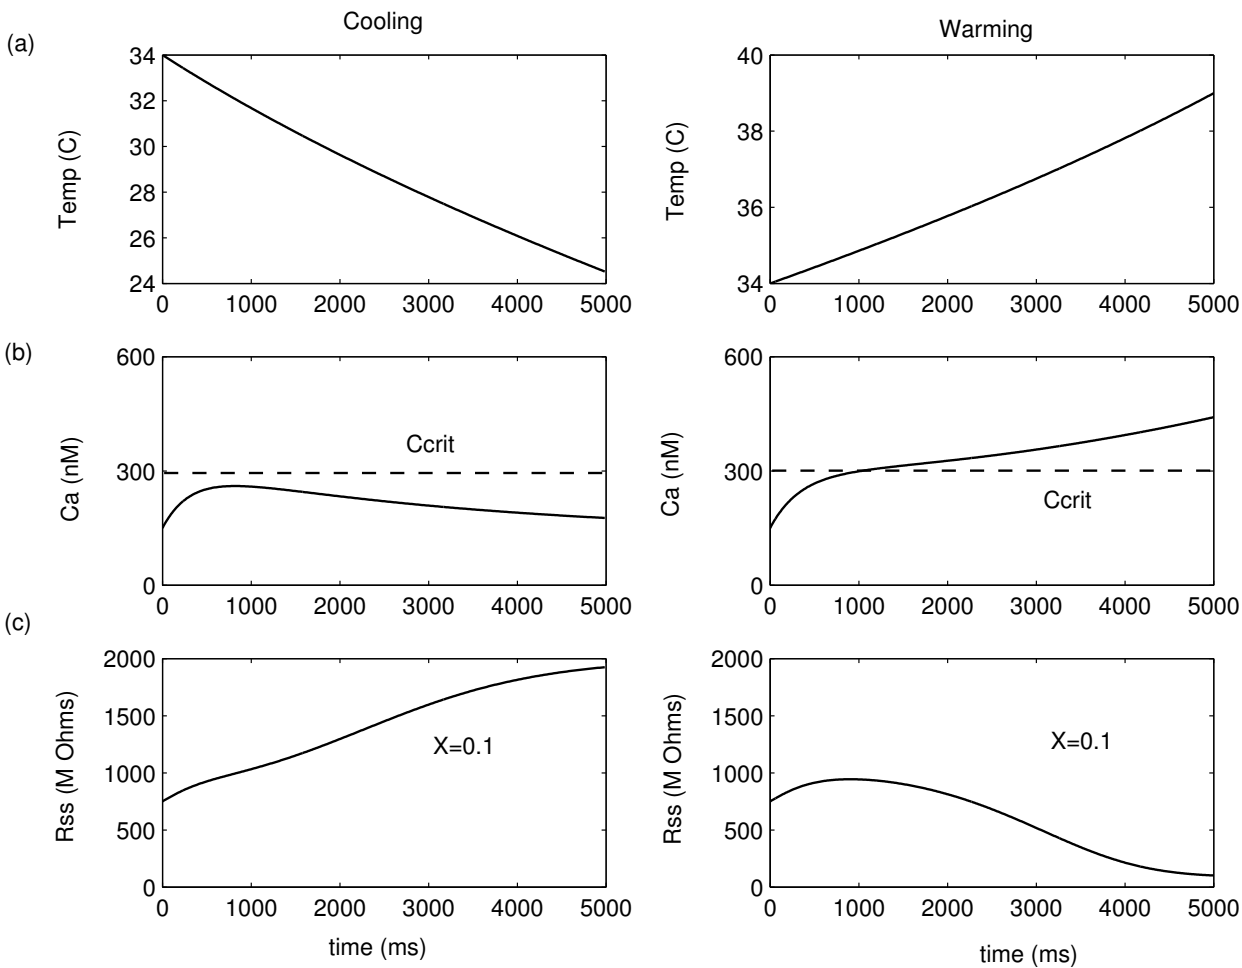 Cooling
Warming
(a)
Temp (C)
34
32
30
28
26
24
0 1000 2000 3000 4000 5000
Temp (C)
40
38
36
34
0 1000 2000 3000 4000 5000
(b)
Ca (nM)
600
300
0
Ccrit
0 1000 2000 3000 4000 5000
Ca (nM)
600
300
0
Ccrit
0 1000 2000 3000 4000 5000
(c)
Rss (M Ohms)
2000
1500
1000
500
0
X=0.1
0 1000 2000 3000 4000 5000
time (ms)
Rss (M Ohms)
2000
1500
1000
500
0
X=0.1
0 1000 2000 3000 4000 5000
time (ms)